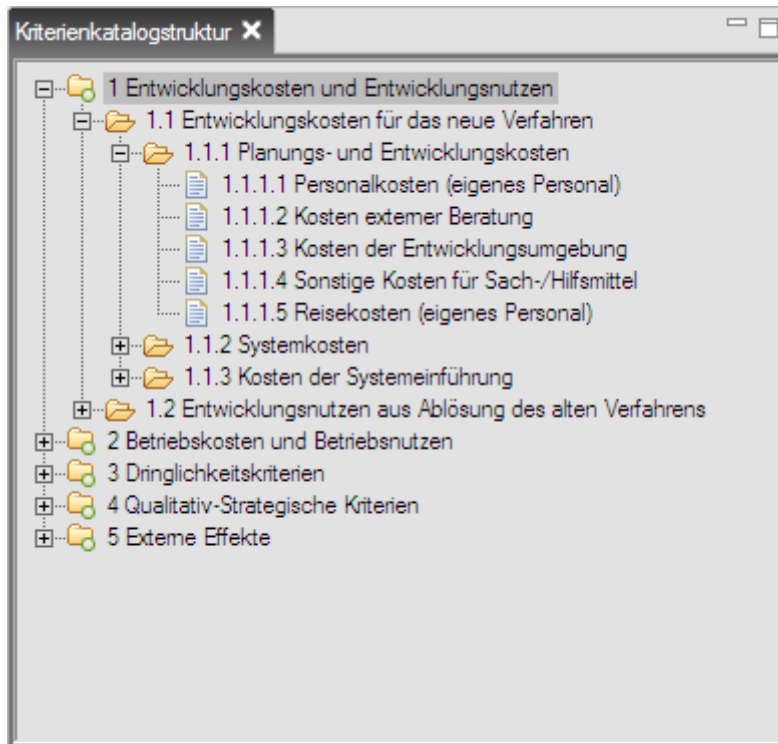 Kriterienkatalogstruktur
1 Entwicklungskosten und Entwicklungsnutzen
1.1 Entwicklungskosten für das neue Verfahren
1.1.1 Planungs- und Entwicklungskosten
1.1.1.1 Personalkosten (eigenes Personal)
1.1.1.2 Kosten externer Beratung
1.1.1.3 Kosten der Entwicklungsumgebung
1.1.1.4 Sonstige Kosten für Sach-/Hilfsmittel
1.1.1.5 Reisekosten (eigenes Personal)
1.1.2 Systemkosten
1.1.3 Kosten der Systemeinführung
1.2 Entwicklungsnutzen aus Ablösung des alten Verfahrens
2 Betriebskosten und Betriebsnutzen
3 Dringlichkeitskriterien
4 Qualitativ-Strategische Kriterien
5 Externe Effekte